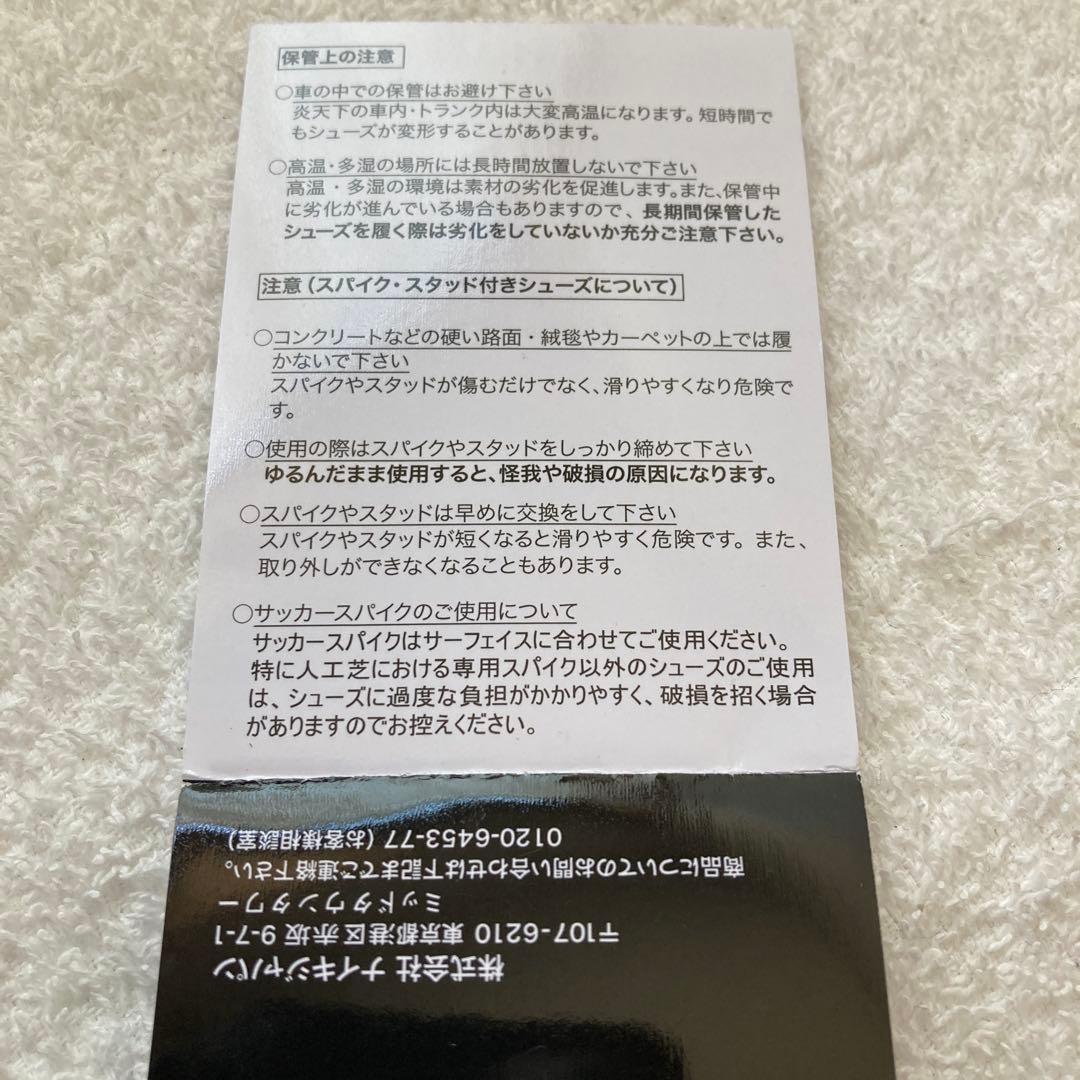 保管上の注意
○車の中での保管はお避け下さい
炎天下の車内・トランク内は大変高温になります。短時間で
もシューズが変形することがあります。
○高温・多湿の場所には長時間放置しないで下さい
高温・多湿の環境は素材の劣化を促進します。また、保管中
に劣化が進んでいる場合もありますので、長期間保管した
シューズを履く際は劣化をしていないか充分ご注意下さい。
注意(スパイク・スタッド付きシューズについて)
○コンクリートなどの硬い路面・絨毯やカーペットの上では履
かないで下さい
スパイクやスタッドが傷むだけでなく、滑りやすくなり危険で
す。
○使用の際はスパイクやスタッドをしっかり締めて下さい
ゆるんだまま使用すると、怪我や破損の原因になります。
○スパイクやスタッドは早めに交換をして下さい
スパイクやスタッドが短くなると滑りやすく危険です。また、
取り外しができなくなることもあります。
○サッカースパイクのご使用について
サッカースパイクはサーフェイスに合わせてご使用ください。
特に人工芝における専用スパイク以外のシューズのご使用
は、シューズに過度な負担がかかりやすく、破損を招く場合
がありますのでお控えください。
株式会社 ナイキジャパン
〒107-6210 東京都港区赤坂 9-7-1
ミッドタウンタワー
商品についてのお問い合わせは下記までご連絡下さい。
0120-6453-77 (お客様相談室)